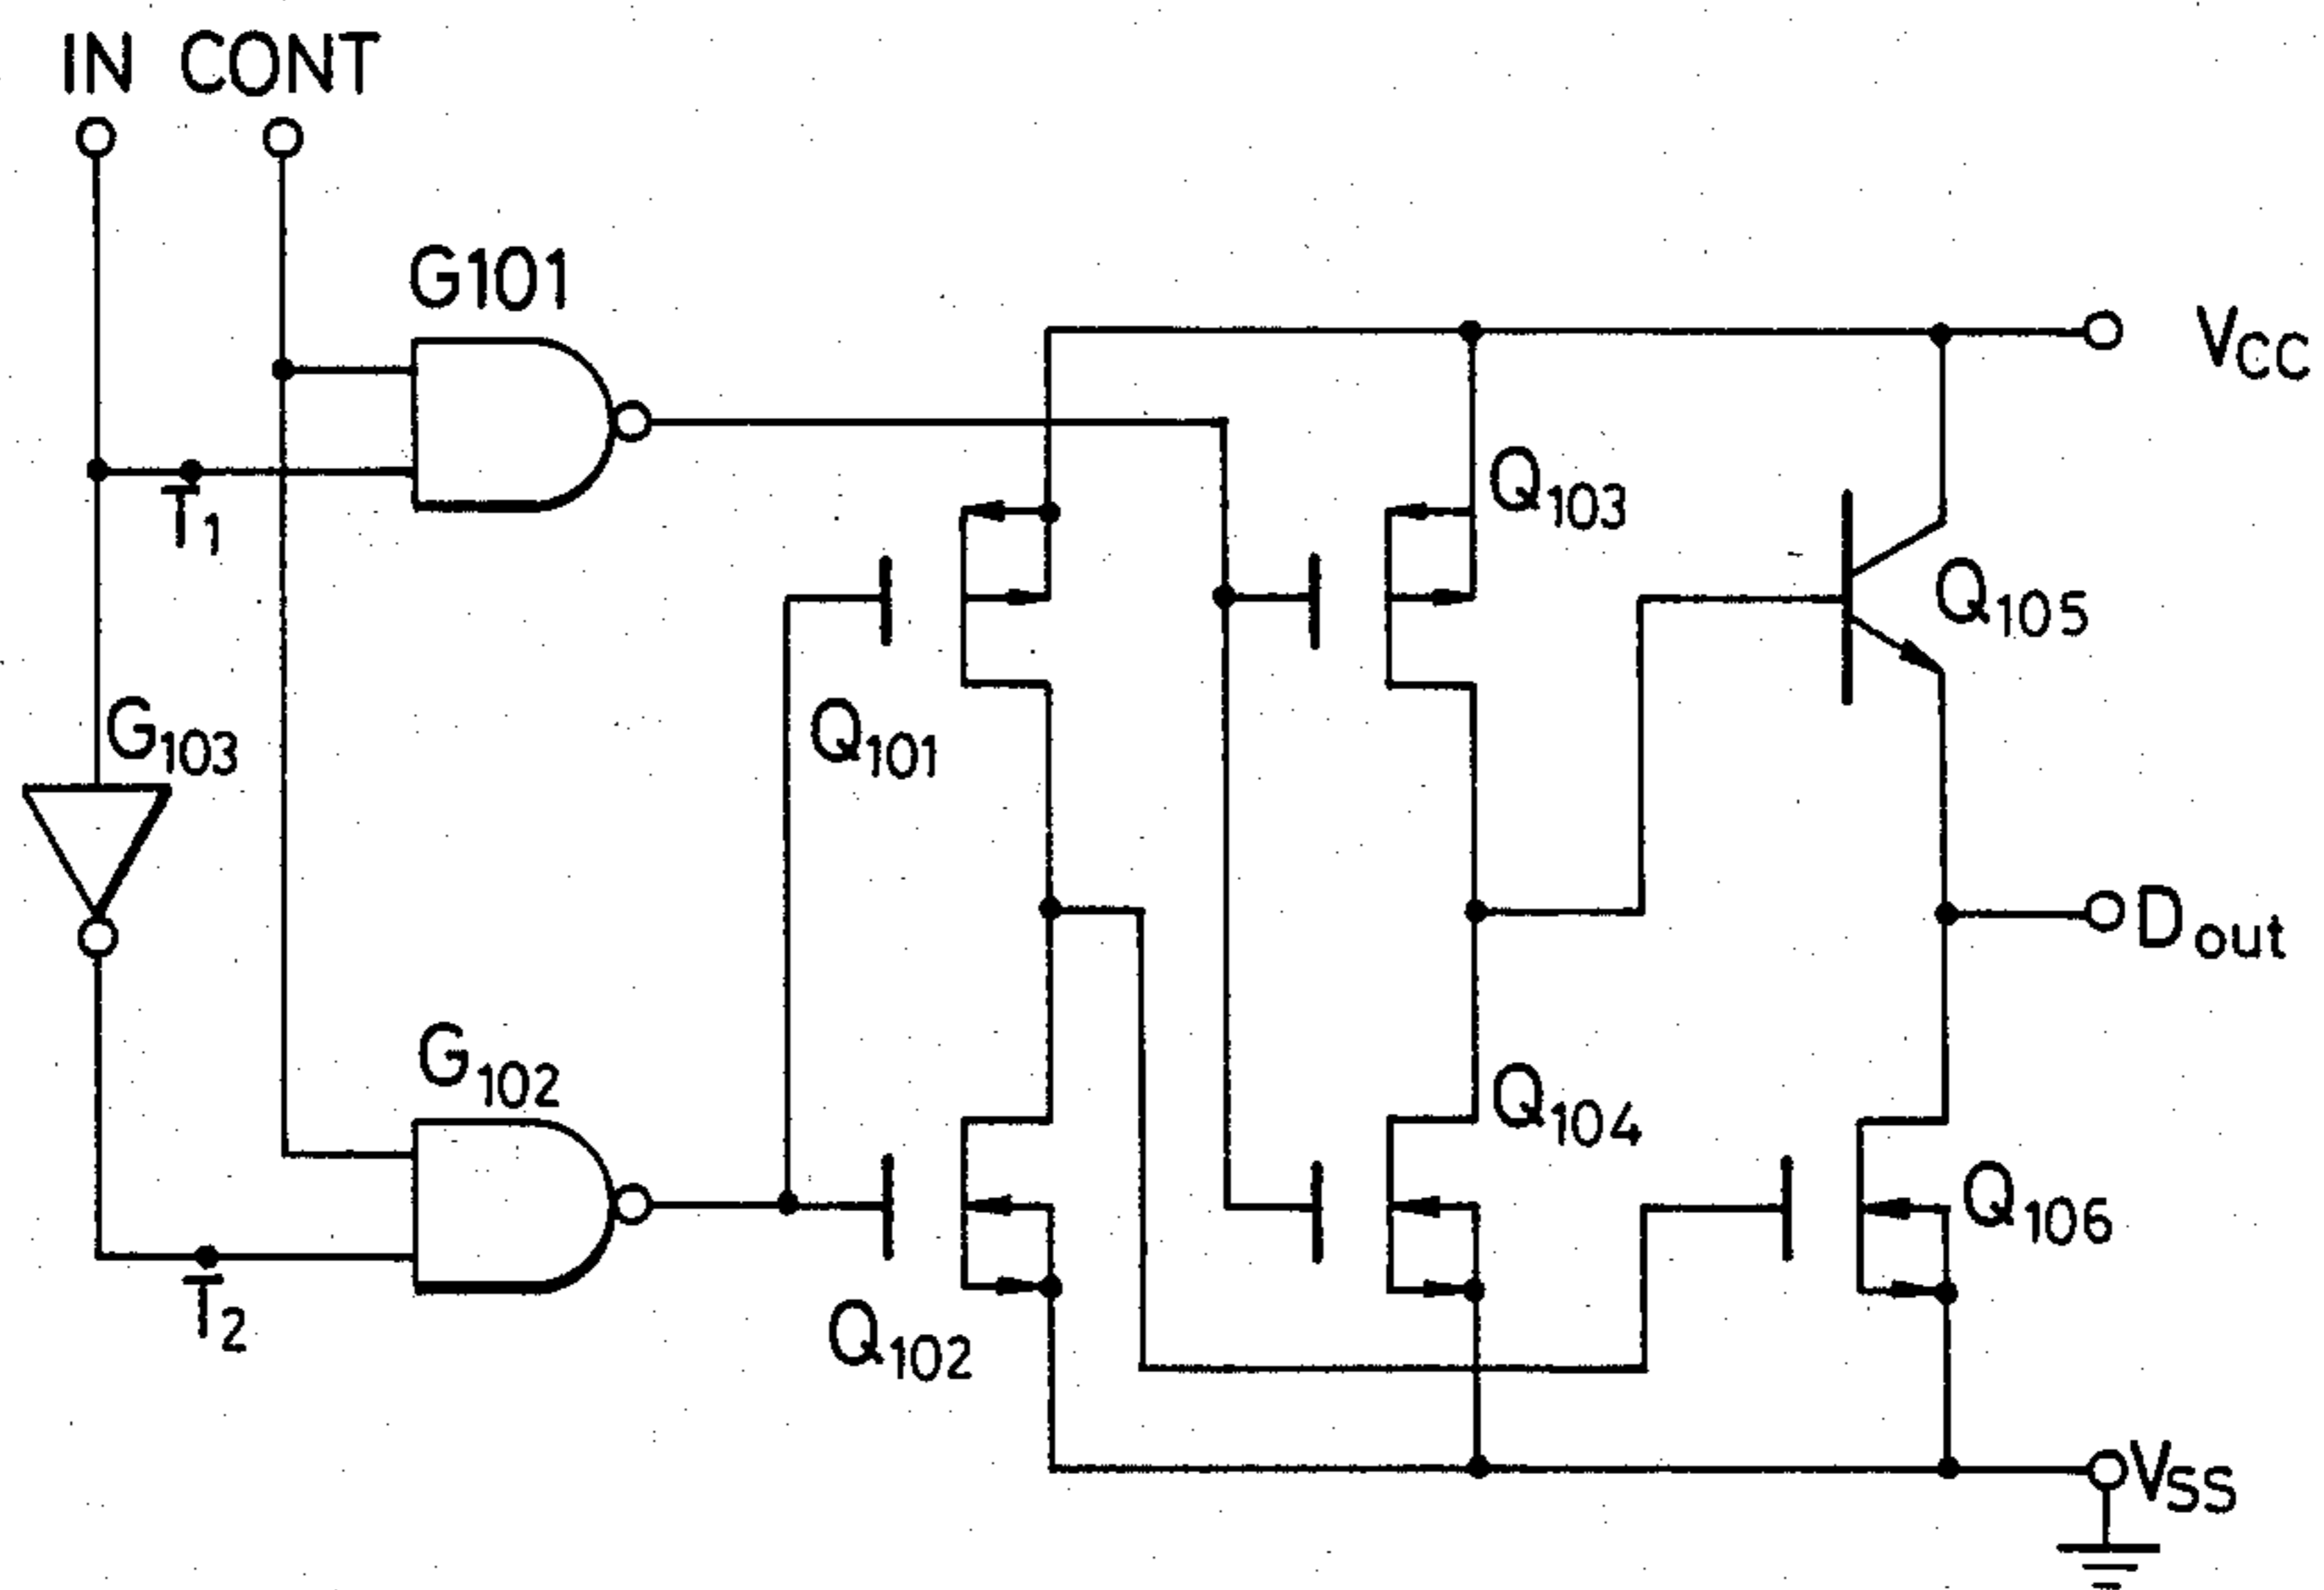 IN CONT
G101
VCC
T1
Q103
Q105
G103
Q101
Dout
G102
Q104
Q106
T2
Q102
VSS